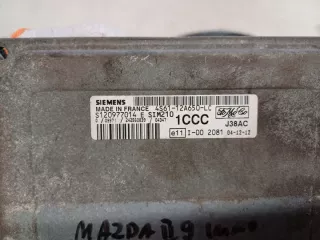 SIEMENS
MADE IN FRANCE 4S61-12A650-LC
S120977014 E SIM210
1CCC J38AC
e11 I-00 2081 04-12-12
MAZDA